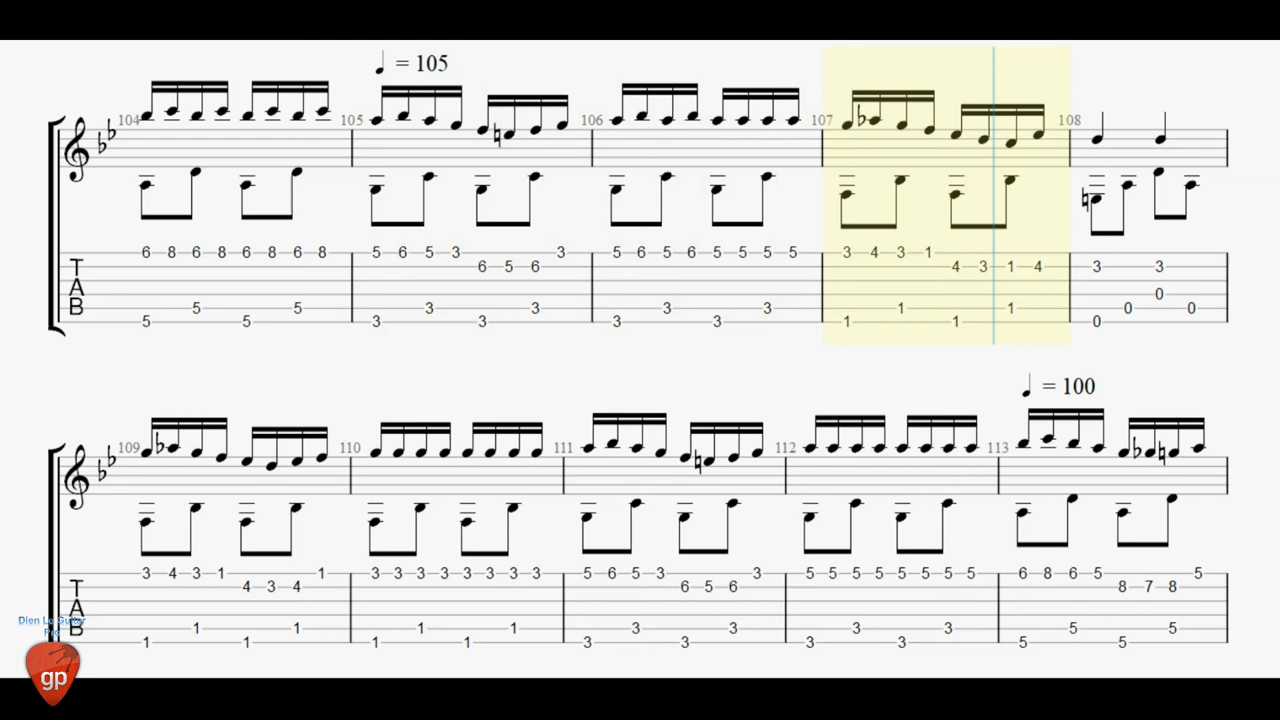 ♩ = 105
104 105 106 107 108
6 8 6 8 6 8 6 8 5 6 5 3 3 5 6 5 6 5 5 5 5 3 4 3 1
T 6 5 6 4 3 1 4 3 3
A 0
B 5 5 3 3 3 3 1 1 0 0
5 5 3 3 3 3 1 1 0
♩ = 100
109 110 111 112 113
3 4 3 1 1 3 3 3 3 3 3 3 3 5 6 5 3 3 5 5 5 5 5 5 5 5 6 8 6 5 5
T 4 3 4 6 5 6 8 7 8
A
B 1 1 1 1 3 3 3 3 5 5
1 1 1 1 3 3 3 3 5 5
Dien Le Guitar
gp